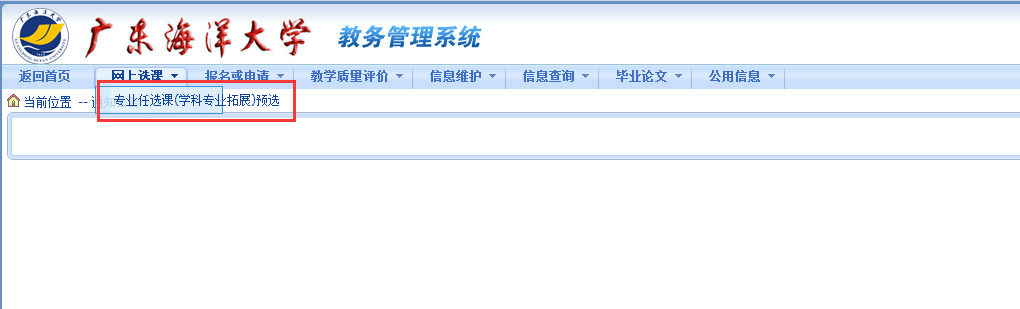 广东海洋大学 教务管理系统
返回首页 网上选课 报名或申请 教学质量评价 信息维护 信息查询 毕业论文 公用信息
当前位置 -- 通知
专业任选课(学科专业拓展)预选